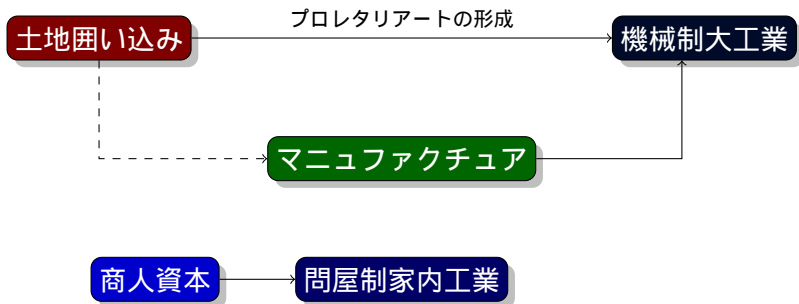 プロレタリアートの形成
土地囲い込み
機械制大工業
マニュファクチュア
商人資本
問屋制家内工業